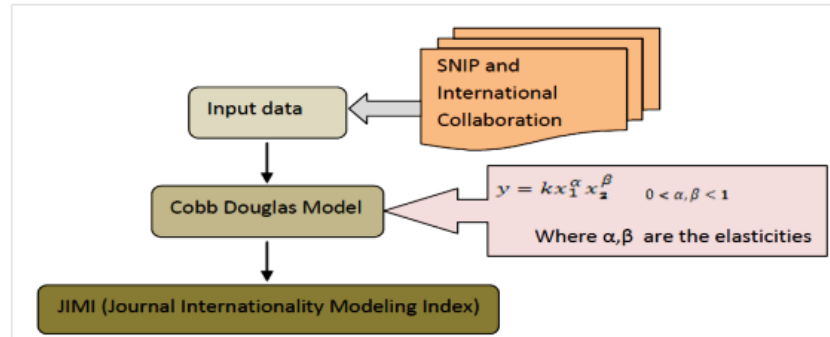 SNIP and
International
Collaboration
Input data
Cobb Douglas Model
y = kx₁^α x₂^β   0 < α,β < 1
Where α,β are the elasticities
JIMI (Journal Internationality Modeling Index)